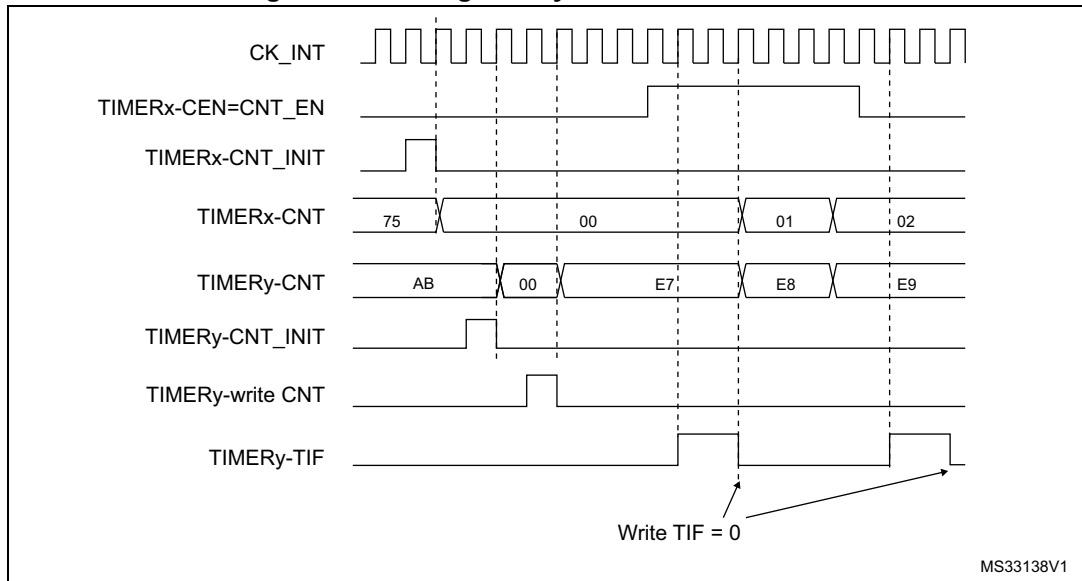 CK_INT
TIMERx-CEN=CNT_EN
TIMERx-CNT_INIT
TIMERx-CNT 75 00 01 02
TIMERy-CNT AB 00 E7 E8 E9
TIMERy-CNT_INIT
TIMERy-write CNT
TIMERy-TIF
Write TIF = 0
MS33138V1